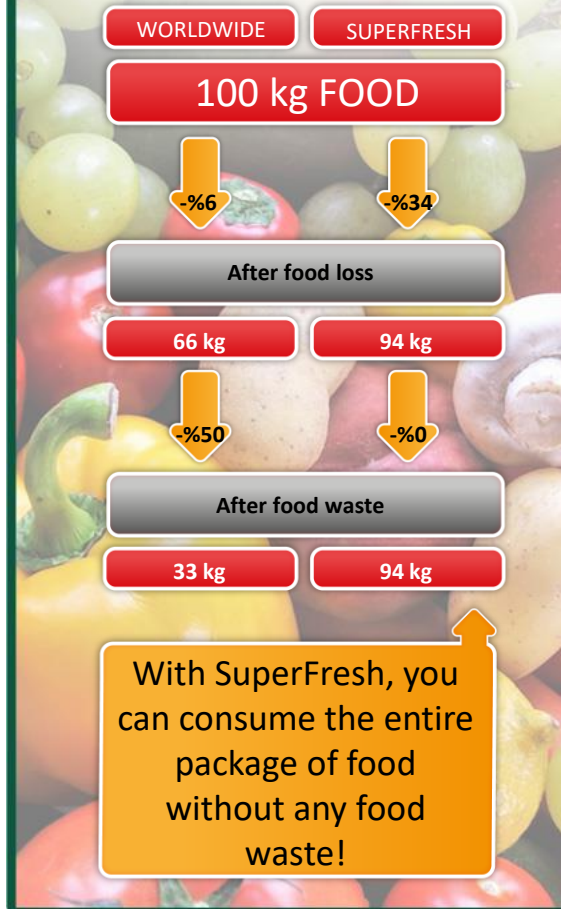 WORLDWIDE SUPERFRESH
100 kg FOOD
-%6 -%34
After food loss
66 kg 94 kg
-%50 -%0
After food waste
33 kg 94 kg
With SuperFresh, you
can consume the entire
package of food
without any food
waste!